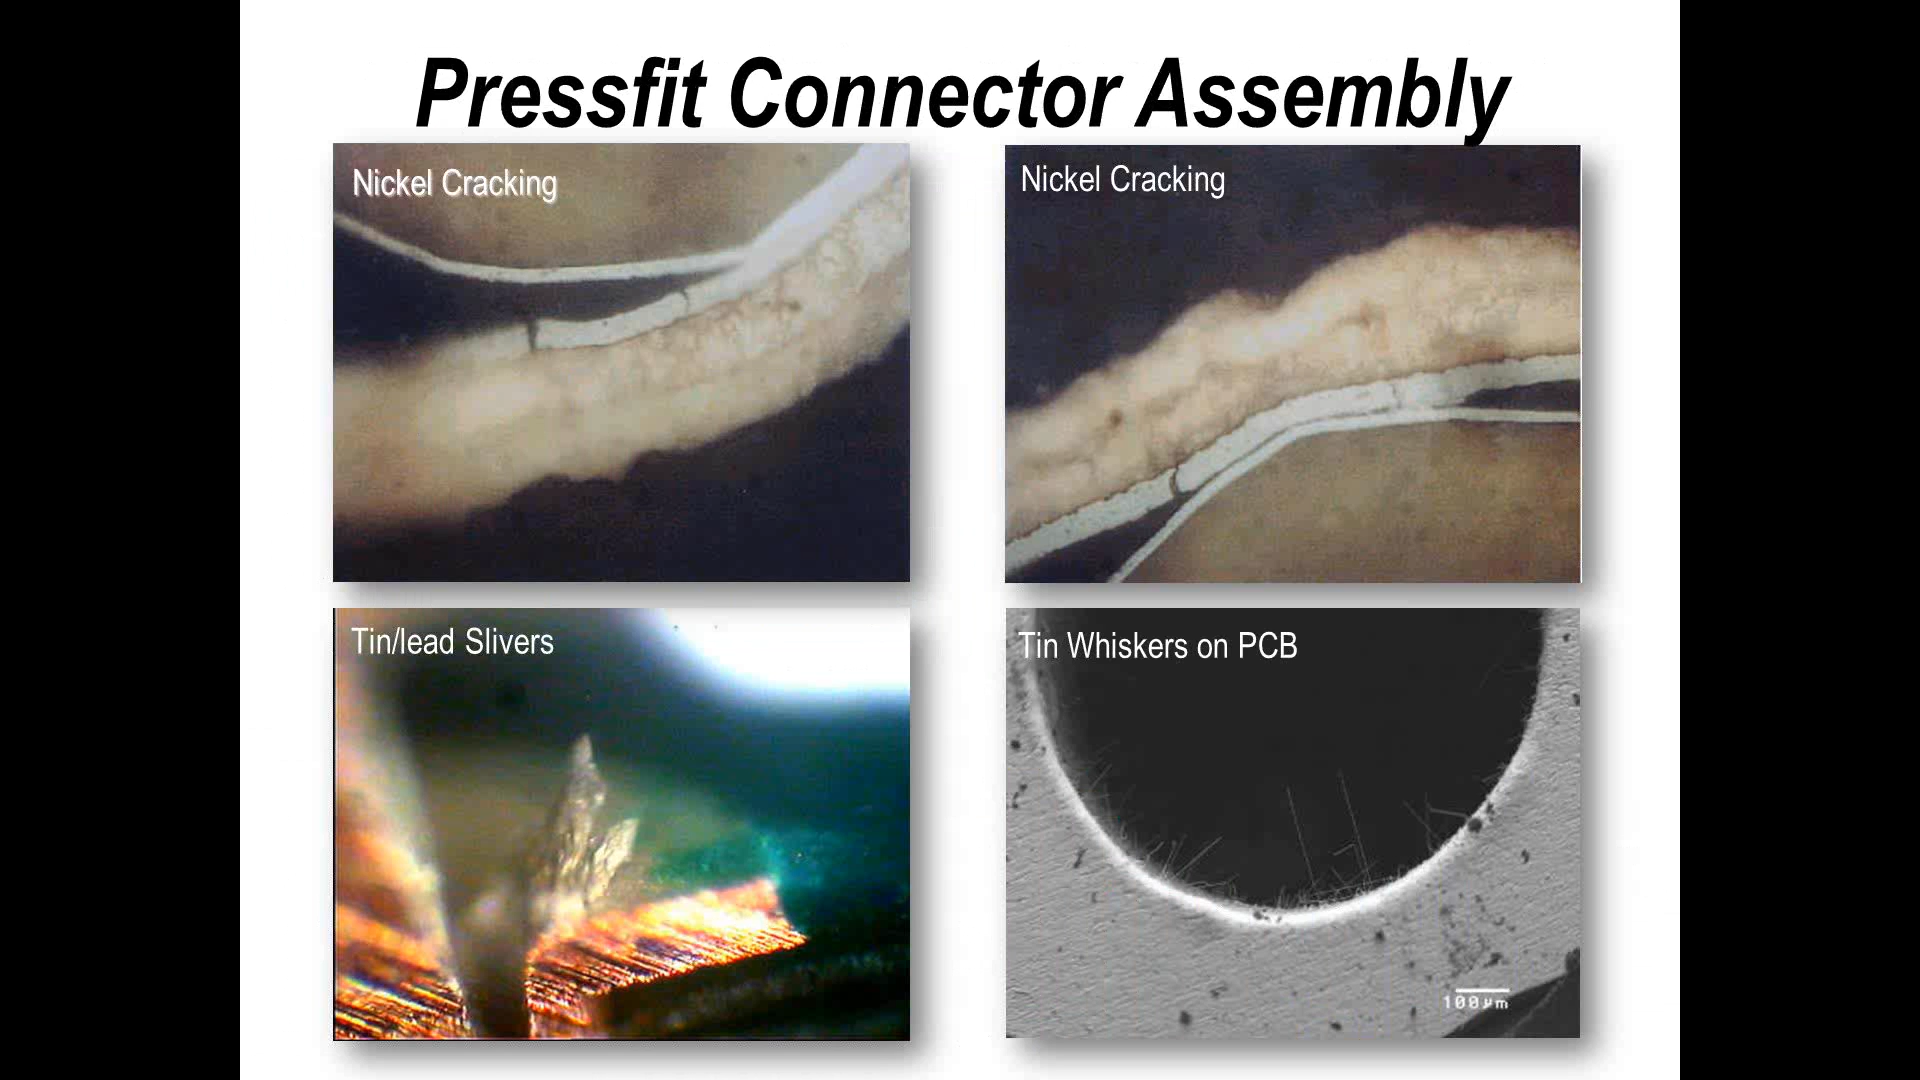 Pressfit Connector Assembly
Nickel Cracking
Nickel Cracking
Tin/lead Slivers
Tin Whiskers on PCB
100µm